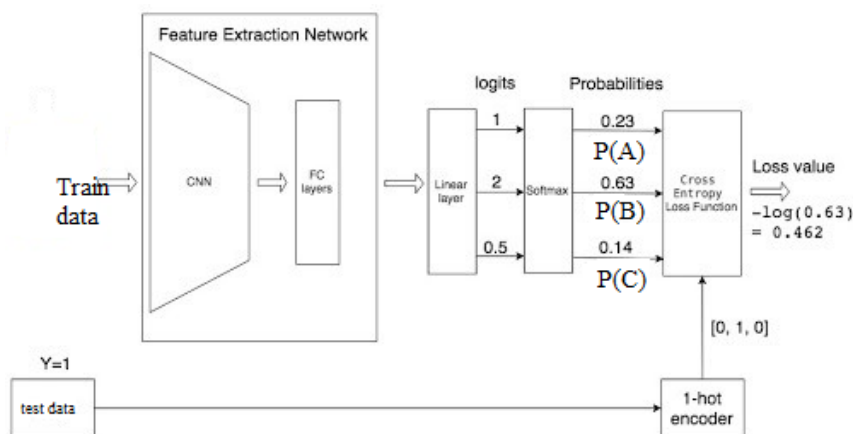 Feature Extraction Network
logits
Probabilities
1
0.23
P(A)
Train
data
CNN
FC
layers
Linear
layer
2
Softmax
0.63
P(B)
Cross
Entropy
Loss Function
Loss value
-log(0.63)
= 0.462
0.5
0.14
P(C)
[0, 1, 0]
Y=1
test data
1-hot
encoder